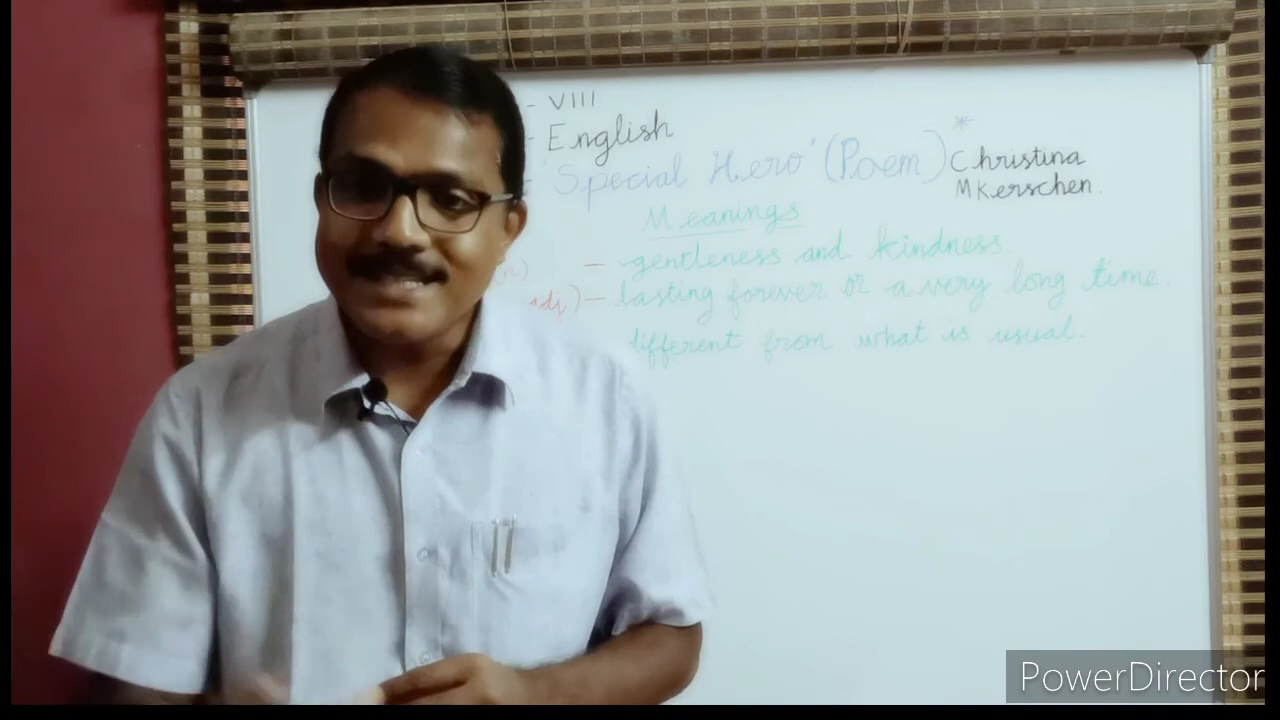 - VIII
- English
- 'Special Hero' (Poem) *
Christina
M Kerschen.
Meanings
(n) – gentleness and kindness.
adj) – lasting forever or a very long time.
different from what is usual.
PowerDirector